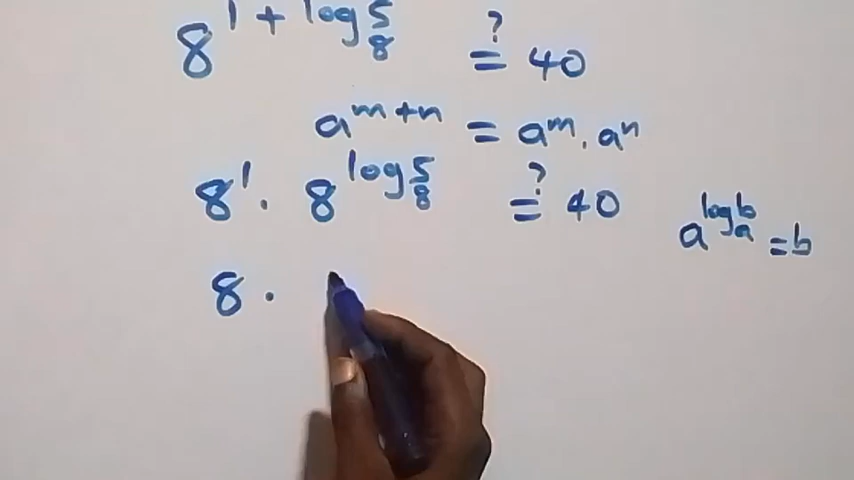 8^{1 + log_8 5} ≟ 40
a^{m+n} = a^m . a^n
8^1 . 8^{log_8 5} ≟ 40
a^{log_a b} = b
8 .